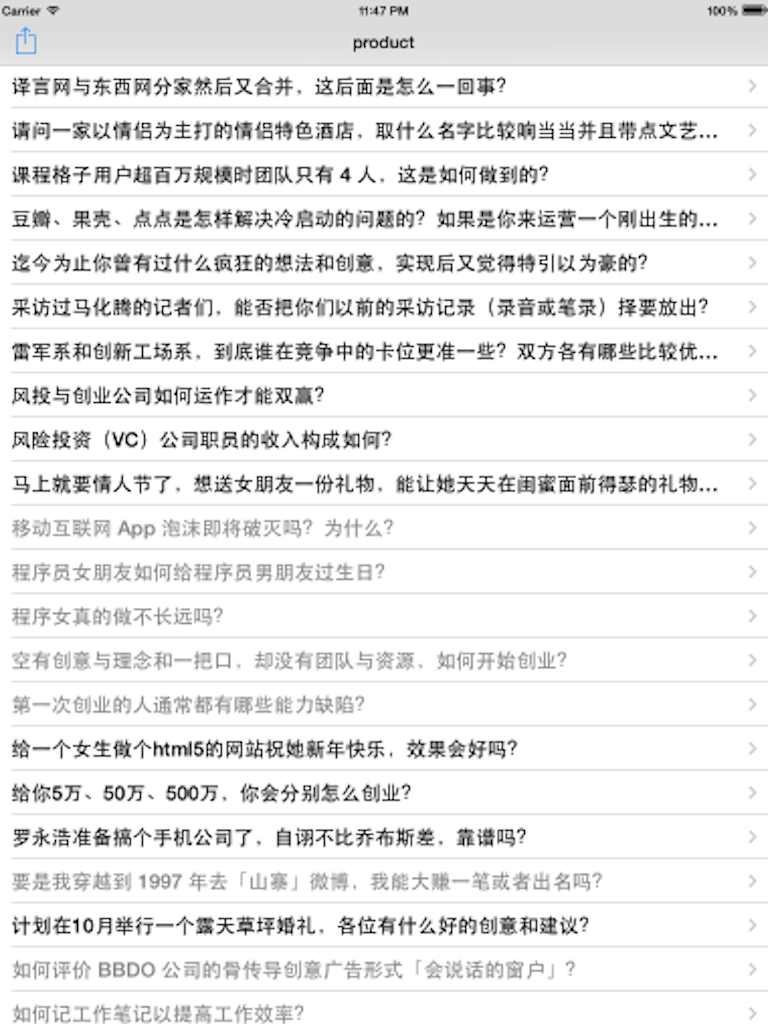 Carrier 11:47 PM 100%
product
译言网与东西网分家然后又合并，这后面是怎么一回事？
请问一家以情侣为主打的情侣特色酒店，取什么名字比较响当当并且带点文艺…
课程格子用户超百万规模时团队只有 4 人，这是如何做到的？
豆瓣、果壳、点点是怎样解决冷启动的问题的？如果是你来运营一个刚出生的…
迄今为止你曾有过什么疯狂的想法和创意，实现后又觉得特引以为豪的？
采访过马化腾的记者们，能否把你们以前的采访记录（录音或笔录）择要放出？
雷军系和创新工场系，到底谁在竞争中的卡位更准一些？双方各有哪些比较优…
风投与创业公司如何运作才能双赢？
风险投资（VC）公司职员的收入构成如何？
马上就要情人节了，想送女朋友一份礼物，能让她天天在闺蜜面前得瑟的礼物…
移动互联网 App 泡沫即将破灭吗？为什么？
程序员女朋友如何给程序员男朋友过生日？
程序女真的做不长远吗？
空有创意与理念和一把口，却没有团队与资源，如何开始创业？
第一次创业的人通常都有哪些能力缺陷？
给一个女生做个html5的网站祝她新年快乐，效果会好吗？
给你5万、50万、500万，你会分别怎么创业？
罗永浩准备搞个手机公司了，自诩不比乔布斯差，靠谱吗？
要是我穿越到 1997 年去「山寨」微博，我能大赚一笔或者出名吗？
计划在10月举行一个露天草坪婚礼，各位有什么好的创意和建议？
如何评价 BBDO 公司的骨传导创意广告形式「会说话的窗户」？
如何记工作笔记以提高工作效率？